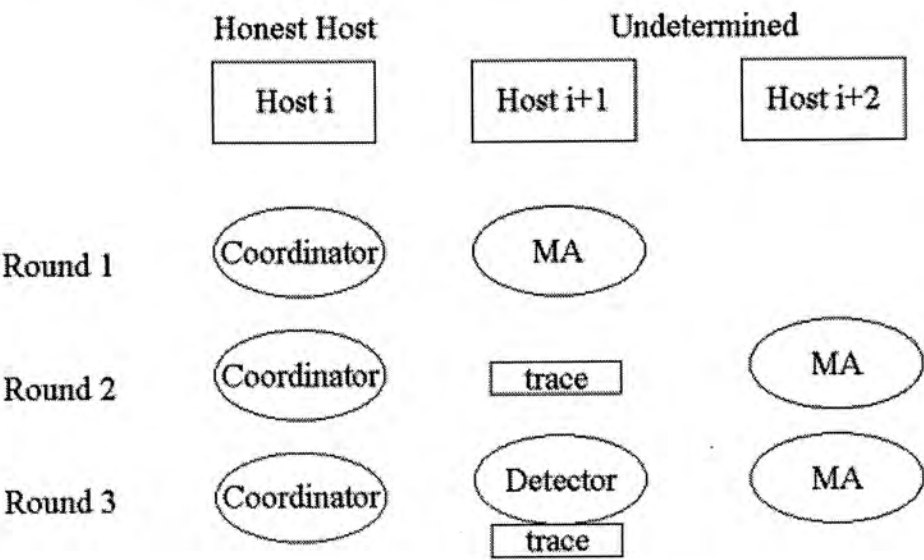 Honest Host Undetermined
Host i Host i+1 Host i+2
Round 1 Coordinator MA
Round 2 Coordinator trace MA
Round 3 Coordinator Detector MA
trace